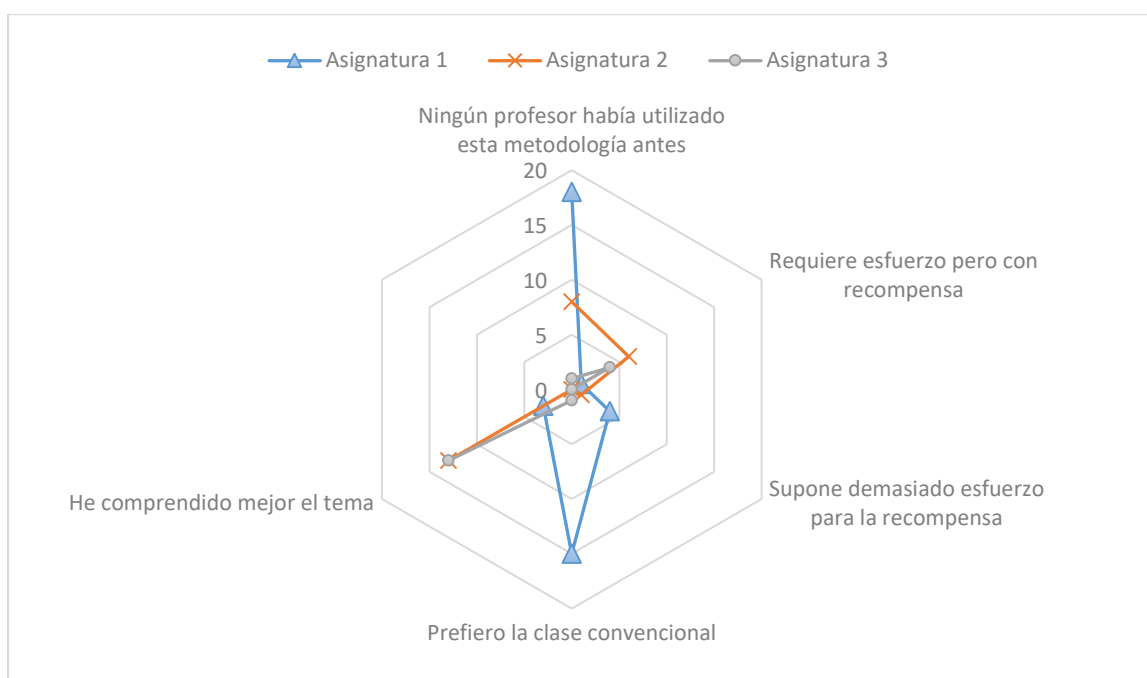 Asignatura 1 Asignatura 2 Asignatura 3
Ningún profesor había utilizado
esta metodología antes
20
15
10
5
0
Requiere esfuerzo pero con
recompensa
Supone demasiado esfuerzo
para la recompensa
Prefiero la clase convencional
He comprendido mejor el tema